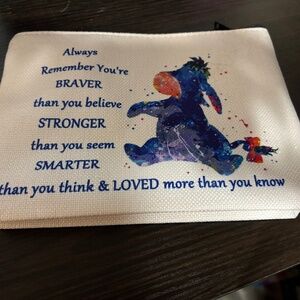 Always
Remember You're
BRAVER
than you believe
STRONGER
than you seem
SMARTER
than you think & LOVED more than you know